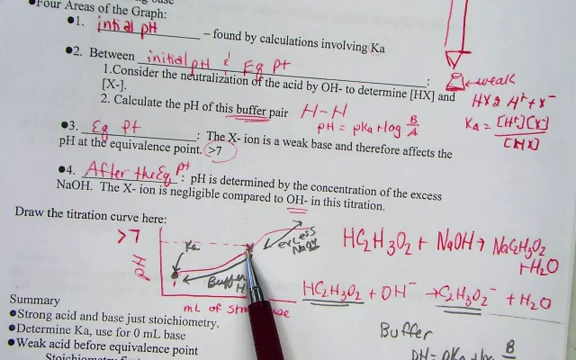 •Four Areas of the Graph:
•1. initial pH – found by calculations involving Ka
•2. Between initial pH & Eq pt :
1.Consider the neutralization of the acid by OH- to determine [HX] and
[X-].
2. Calculate the pH of this buffer pair H-H
pH = pKa + log B/A
← weak
HX ⇌ H⁺ + X⁻
Ka = [H⁺][X⁻]
[HX]
•3. Eq pt : The X- ion is a weak base and therefore affects the
pH at the equivalence point. >7
•4. After the Eq pt : pH is determined by the concentration of the excess
NaOH. The X- ion is negligible compared to OH- in this titration.
Draw the titration curve here:
>7
pH
Ka
Buffer
H
excess
NaOH
mL of
HC₂H₃O₂ + NaOH → NaC₂H₃O₂
+ H₂O
HC₂H₃O₂ + OH⁻ → C₂H₃O₂⁻ + H₂O
Buffer
pH = pKa + log B
Summary
•Strong acid and base just stoichiometry.
•Determine Ka, use for 0 mL base
•Weak acid before equivalence point